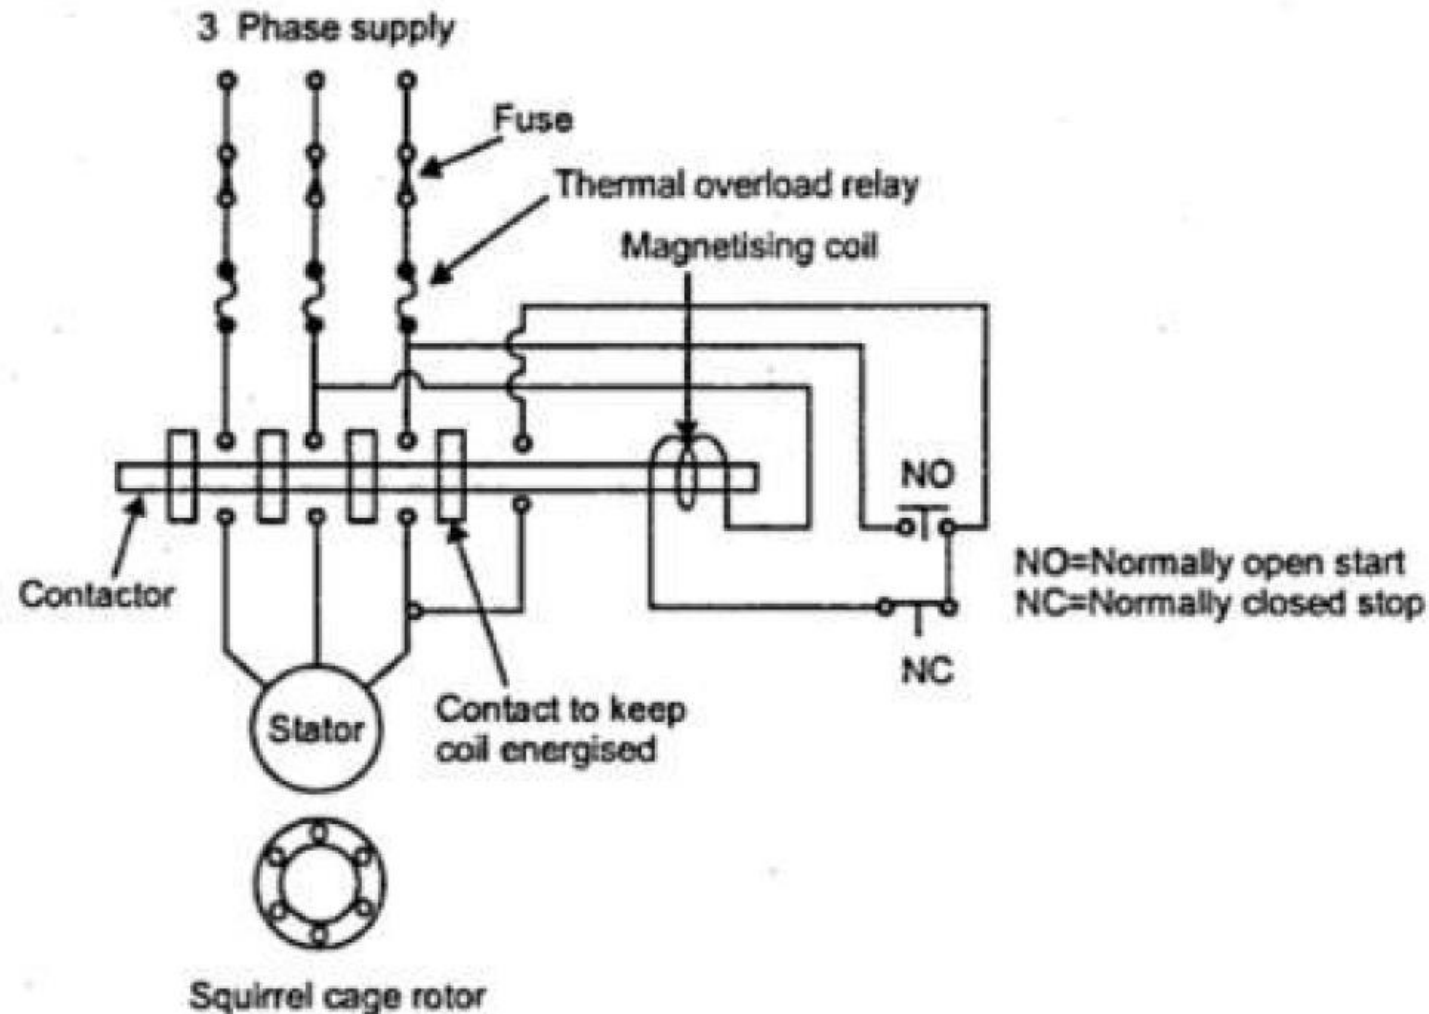 3 Phase supply
Fuse
Thermal overload relay
Magnetising coil
NO
NO=Normally open start
NC=Normally closed stop
Contactor
NC
Contact to keep
coil energised
Stator
Squirrel cage rotor